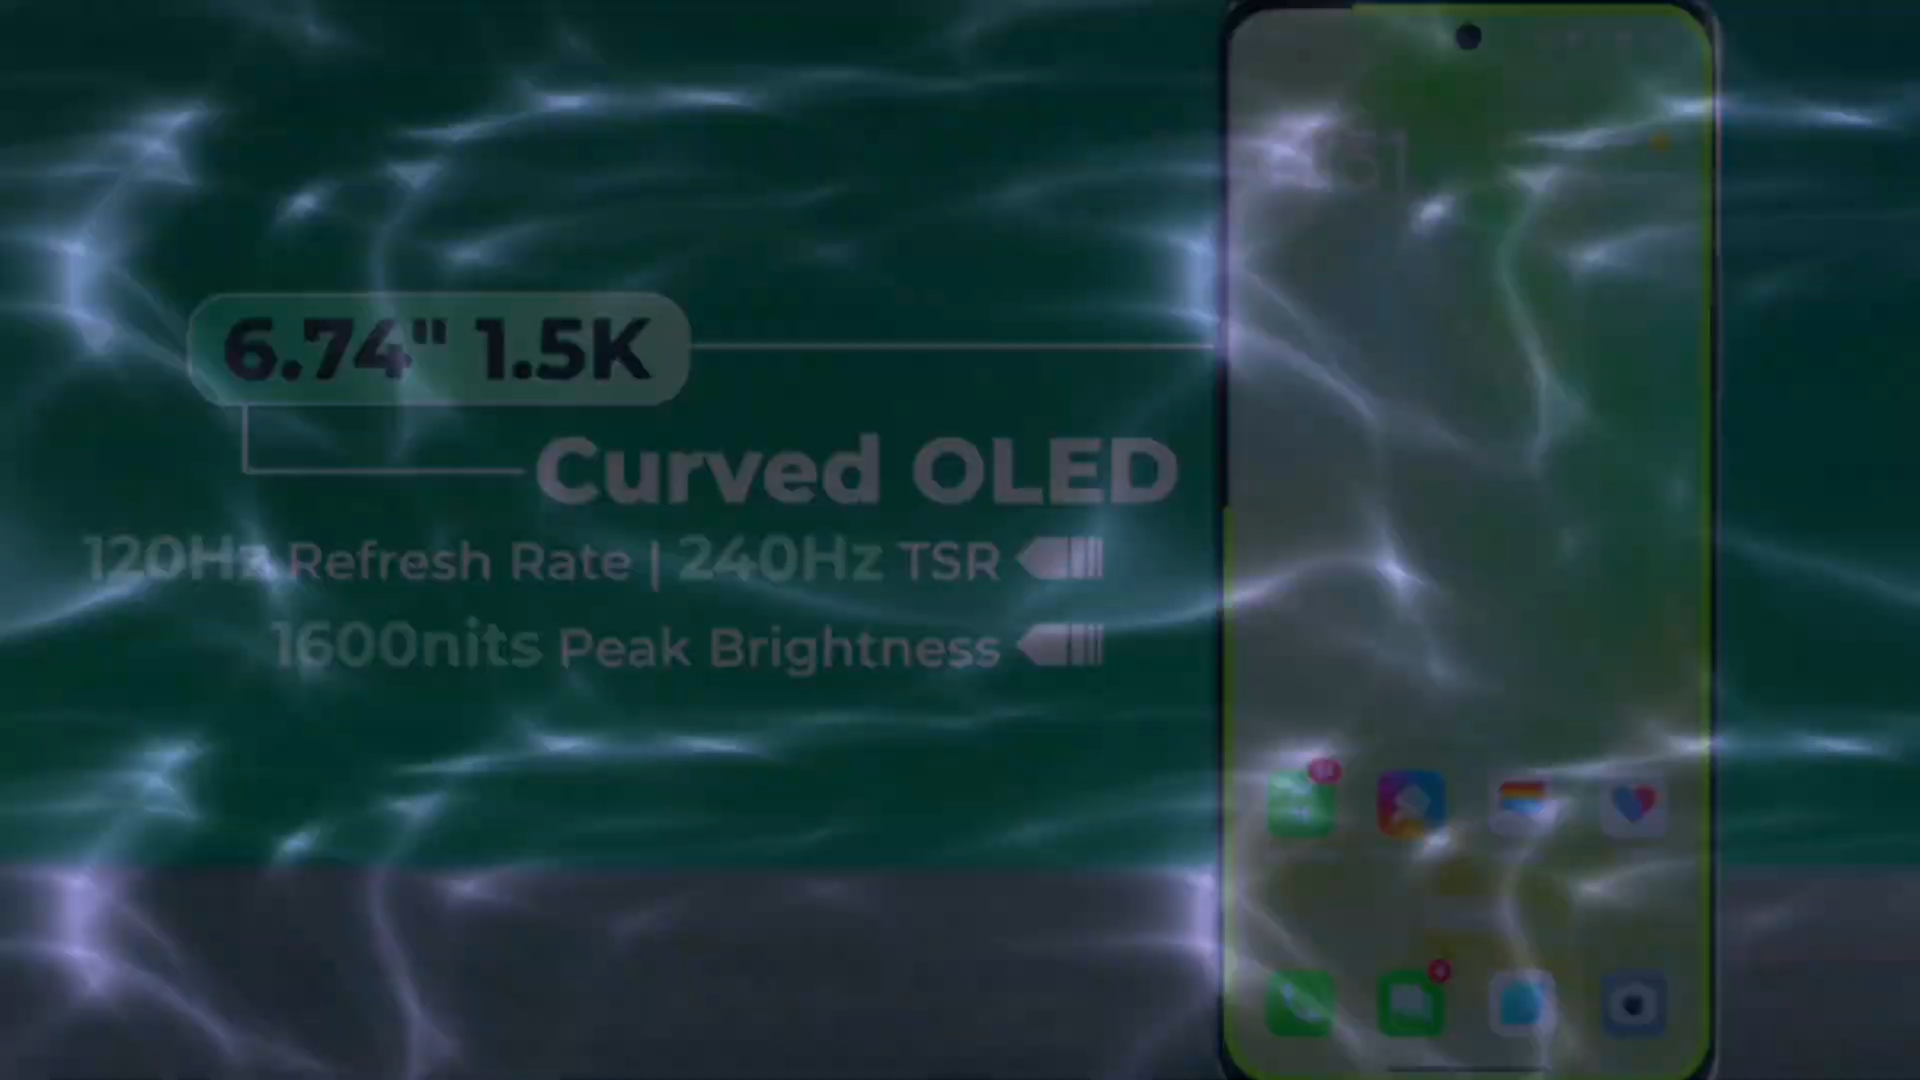 6.74" 1.5K
Curved OLED
120Hz Refresh Rate | 240Hz TSR
1600nits Peak Brightness